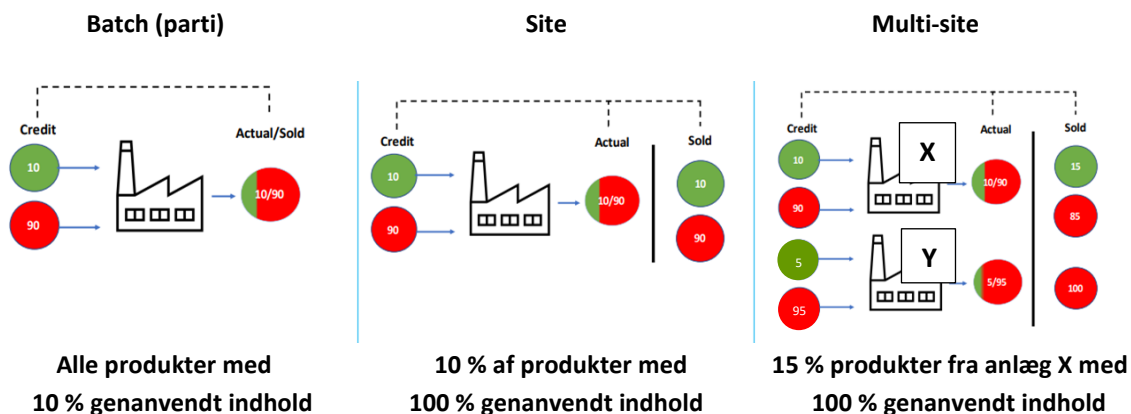 Batch (parti)
Credit
Actual/Sold
10
90
10/90
Alle produkter med
10 % genanvendt indhold
Site
Credit
Actual
Sold
10
10
10/90
90
90
10 % af produkter med
100 % genanvendt indhold
Multi-site
Credit
Actual
Sold
X
10
10/90
15
90
85
Y
5
5/95
100
95
15 % produkter fra anlæg X med
100 % genanvendt indhold